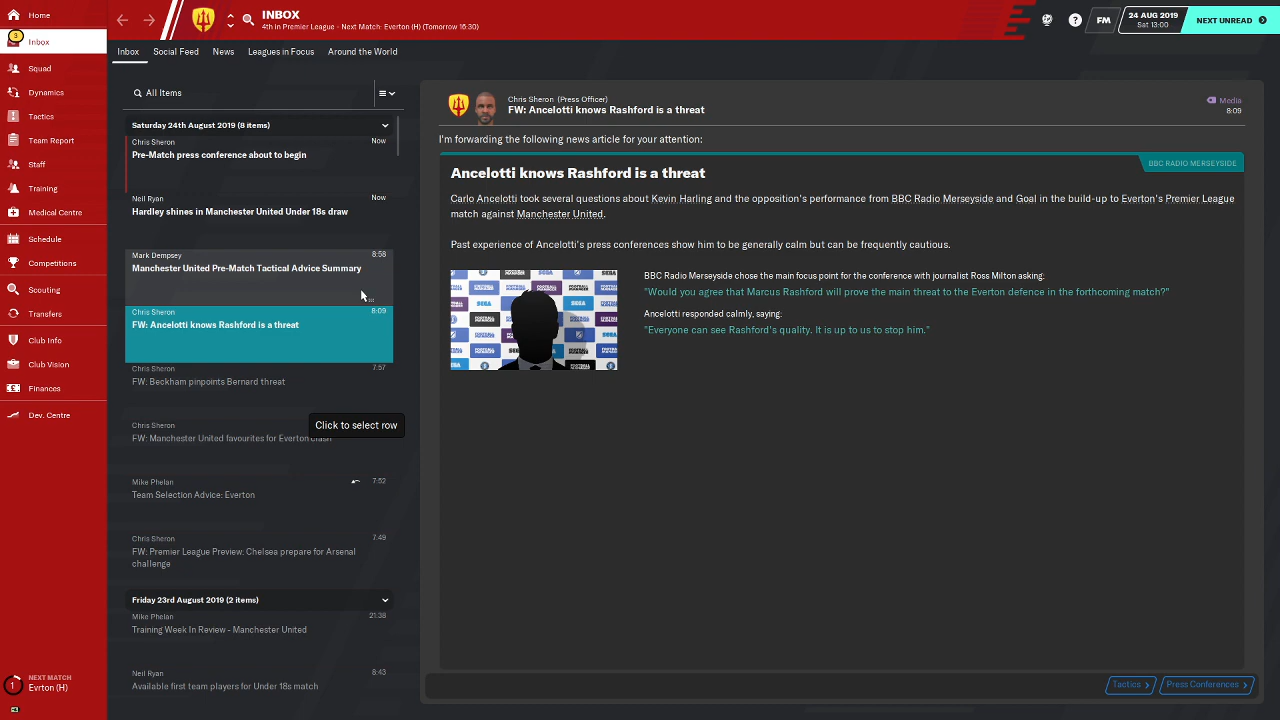 Home
INBOX
4th in Premier League - Next Match: Everton (H) (Tomorrow 16:30)
FM
24 AUG 2019
SAT 13:00
NEXT UNREAD
3
Inbox
Squad
Dynamics
Tactics
Team Report
Staff
Training
Medical Centre
Schedule
Competitions
Scouting
Transfers
Club Info
Club Vision
Finances
Dev. Centre
1
NEXT MATCH
Evrton (H)
Inbox
Social Feed
News
Leagues in Focus
Around the World
All Items
Saturday 24th August 2019 (8 items)
Chris Sheron
Now
Pre-Match press conference about to begin
Neil Ryan
Now
Hardley shines in Manchester United Under 18s draw
Mark Dempsey
8:58
Manchester United Pre-Match Tactical Advice Summary
Chris Sheron
8:09
FW: Ancelotti knows Rashford is a threat
Chris Sheron
7:57
FW: Beckham pinpoints Bernard threat
Chris Sheron
FW: Manchester United favourites for Everton clash
Click to select row
Mike Phelan
7:52
Team Selection Advice: Everton
Chris Sheron
7:49
FW: Premier League Preview: Chelsea prepare for Arsenal
challenge
Friday 23rd August 2019 (2 items)
Mike Phelan
21:38
Training Week In Review - Manchester United
Neil Ryan
8:43
Available first team players for Under 18s match
Chris Sheron (Press Officer)
FW: Ancelotti knows Rashford is a threat
Media
8:09
I'm forwarding the following news article for your attention:
BBC RADIO MERSEYSIDE
Ancelotti knows Rashford is a threat
Carlo Ancelotti took several questions about Kevin Harling and the opposition's performance from BBC Radio Merseyside and Goal in the build-up to Everton's Premier League
match against Manchester United.
Past experience of Ancelotti's press conferences show him to be generally calm but can be frequently cautious.
BBC Radio Merseyside chose the main focus point for the conference with journalist Ross Milton asking:
"Would you agree that Marcus Rashford will prove the main threat to the Everton defence in the forthcoming match?"
Ancelotti responded calmly, saying:
"Everyone can see Rashford's quality. It is up to us to stop him."
Tactics
Press Conferences